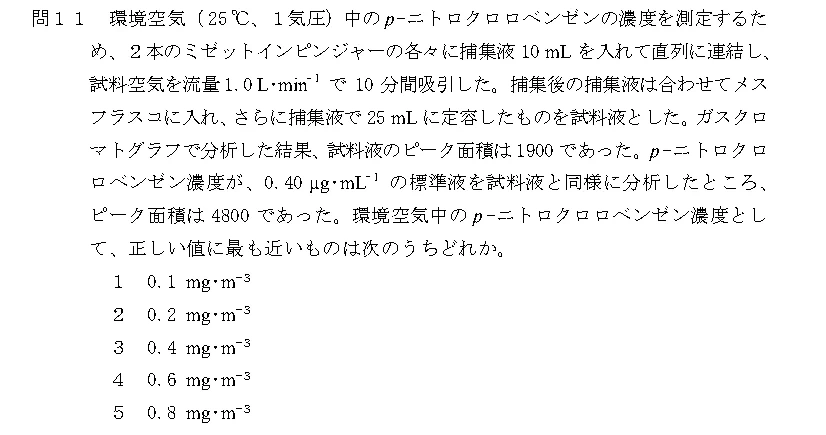 問１１　環境空気（25℃、１気圧）中のp-ニトロクロロベンゼンの濃度を測定するた
め、２本のミゼットインピンジャーの各々に捕集液 10 mL を入れて直列に連結し、
試料空気を流量 1.0 L･min⁻¹ で 10 分間吸引した。捕集後の捕集液は合わせてメス
フラスコに入れ、さらに捕集液で 25 mL に定容したものを試料液とした。ガスクロ
マトグラフで分析した結果、試料液のピーク面積は 1900 であった。p-ニトロクロ
ロベンゼン濃度が、0.40 μg･mL⁻¹ の標準液を試料液と同様に分析したところ、
ピーク面積は 4800 であった。環境空気中のp-ニトロクロロベンゼン濃度とし
て、正しい値に最も近いものは次のうちどれか。
１　0.1 mg･m⁻³
２　0.2 mg･m⁻³
３　0.4 mg･m⁻³
４　0.6 mg･m⁻³
５　0.8 mg･m⁻³